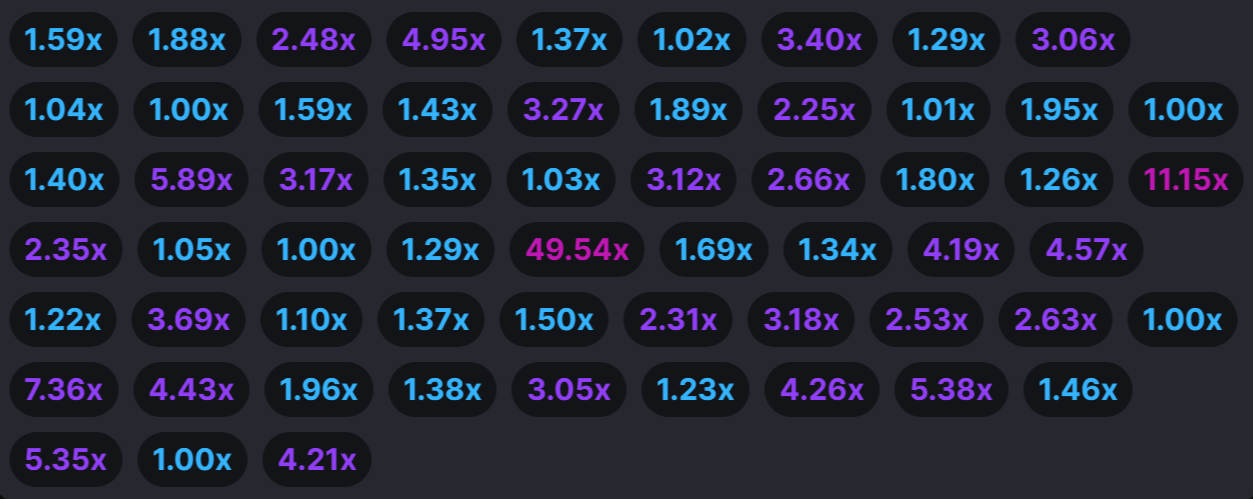 1.59x 1.88x 2.48x 4.95x 1.37x 1.02x 3.40x 1.29x 3.06x
1.04x 1.00x 1.59x 1.43x 3.27x 1.89x 2.25x 1.01x 1.95x 1.00x
1.40x 5.89x 3.17x 1.35x 1.03x 3.12x 2.66x 1.80x 1.26x 11.15x
2.35x 1.05x 1.00x 1.29x 49.54x 1.69x 1.34x 4.19x 4.57x
1.22x 3.69x 1.10x 1.37x 1.50x 2.31x 3.18x 2.53x 2.63x 1.00x
7.36x 4.43x 1.96x 1.38x 3.05x 1.23x 4.26x 5.38x 1.46x
5.35x 1.00x 4.21x